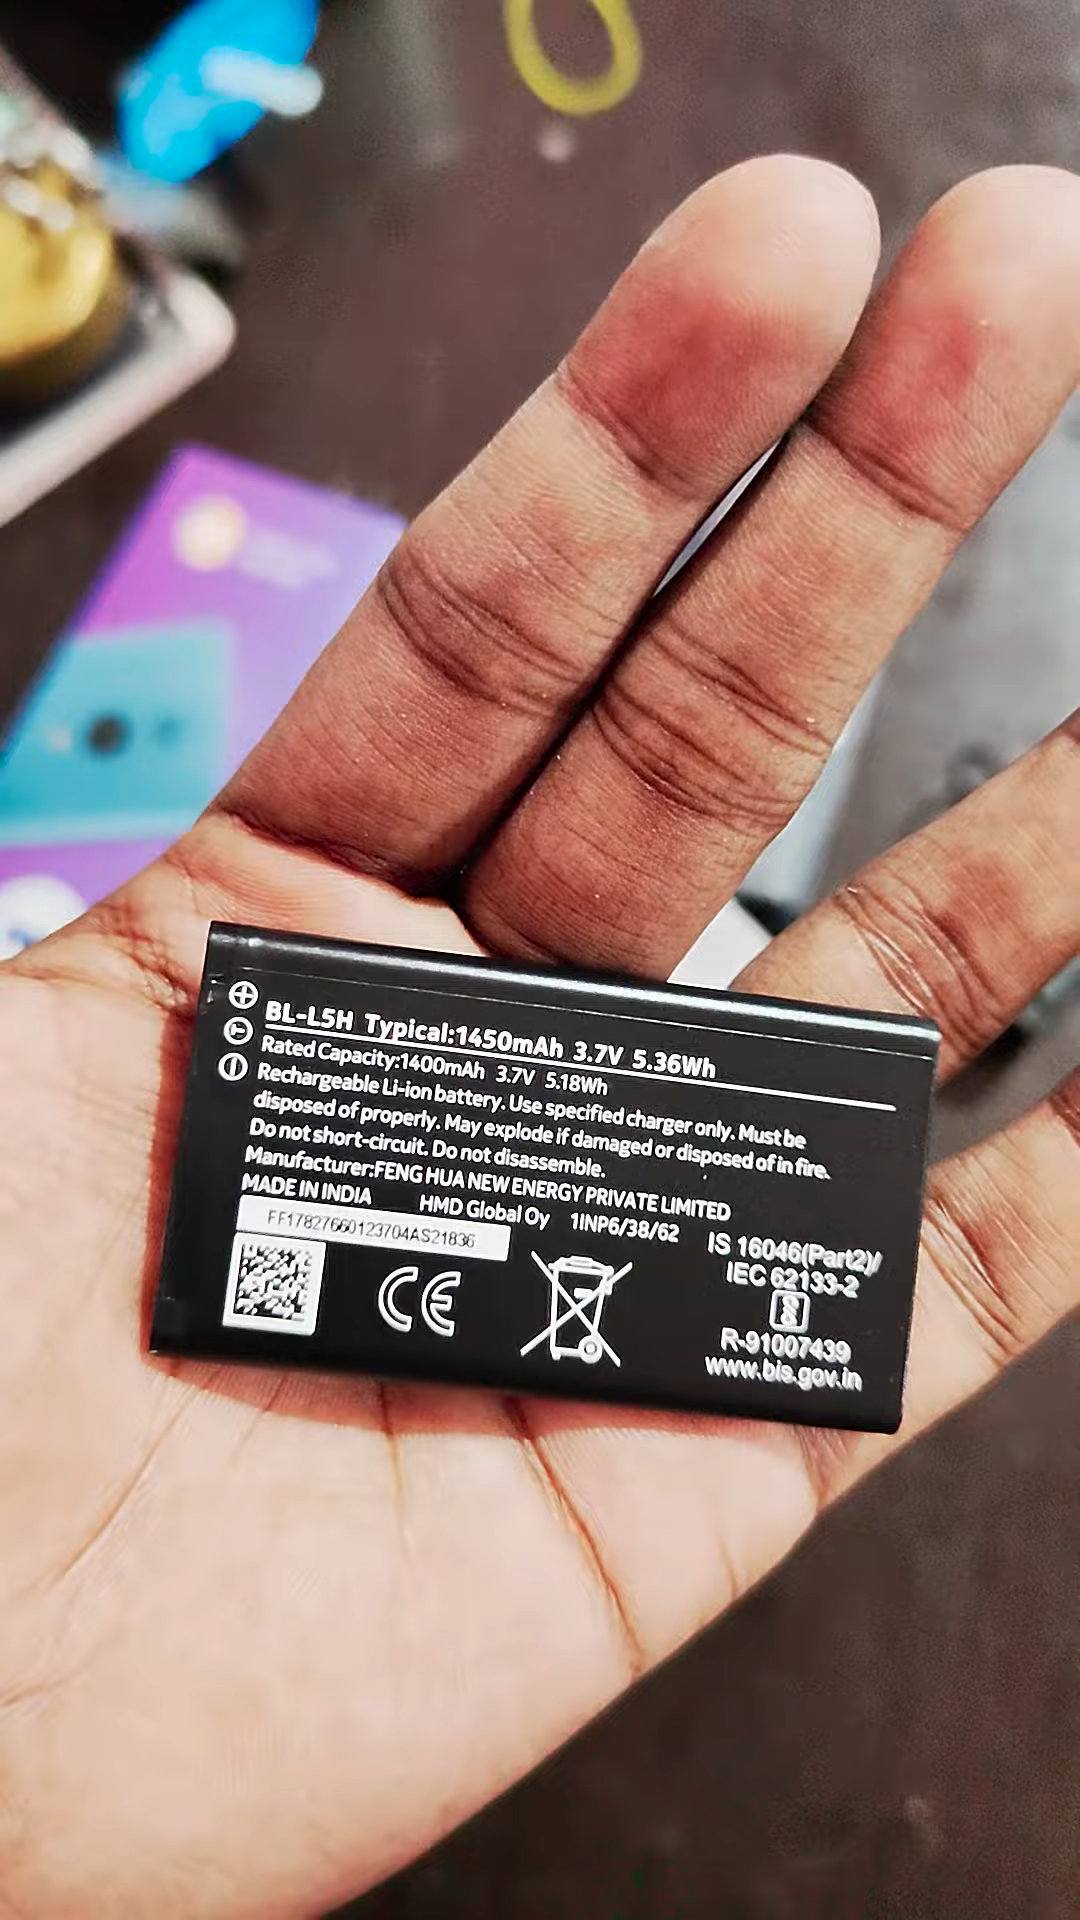 BL-L5H Typical:1450mAh 3.7V 5.36Wh
Rated Capacity:1400mAh 3.7V 5.18Wh
Rechargeable Li-ion battery. Use specified charger only. Must be
disposed of properly. May explode if damaged or disposed of in fire.
Do not short-circuit. Do not disassemble.
Manufacturer:FENG HUA NEW ENERGY PRIVATE LIMITED
MADE IN INDIA HMD Global Oy 1INP6/38/62
FF17827660123704AS21836
CE
IS 16046(Part2)/
IEC 62133-2
R-91007439
www.bis.gov.in